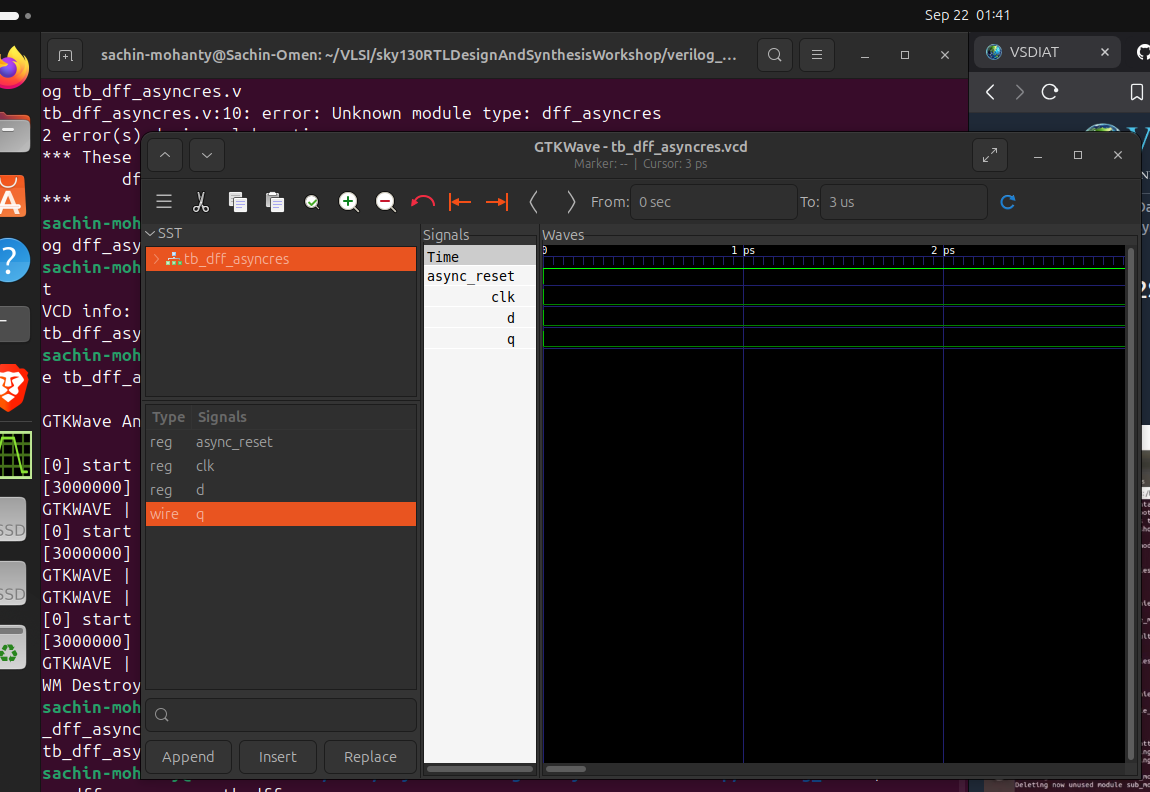 Sep 22 01:41
sachin-mohanty@Sachin-Omen: ~/VLSI/sky130RTLDesignAndSynthesisWorkshop/verilog_...
VSDIAT
og tb_dff_asyncres.v
tb_dff_asyncres.v:10: error: Unknown module type: dff_asyncres
2 error(s)
*** These
df
***
sachin-moh
og dff_asy
sachin-moh
t
VCD info:
tb_dff_asy
sachin-moh
e tb_dff_a
GTKWave An
[0] start
[3000000]
GTKWAVE |
[0] start
[3000000]
GTKWAVE |
GTKWAVE |
[0] start
[3000000]
GTKWAVE |
WM Destroy
sachin-moh
_dff_async
tb_dff_asy
sachin-moh
GTKWave - tb_dff_asyncres.vcd
Marker: -- | Cursor: 3 ps
From: 0 sec
To: 3 us
SST
tb_dff_asyncres
Type Signals
reg async_reset
reg clk
reg d
wire q
Append Insert Replace
Signals
Time
async_reset
clk
d
q
Waves
0 1 ps 2 ps
SSD
SSD
Deleting now unused module sub_mo